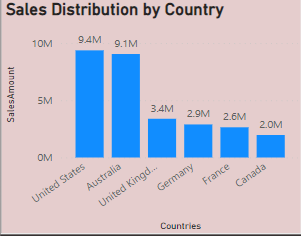 Sales Distribution by Country
SalesAmount
10M
5M
0M
9.4M
9.1M
3.4M
2.9M
2.6M
2.0M
United States
Australia
United Kingd...
Germany
France
Canada
Countries